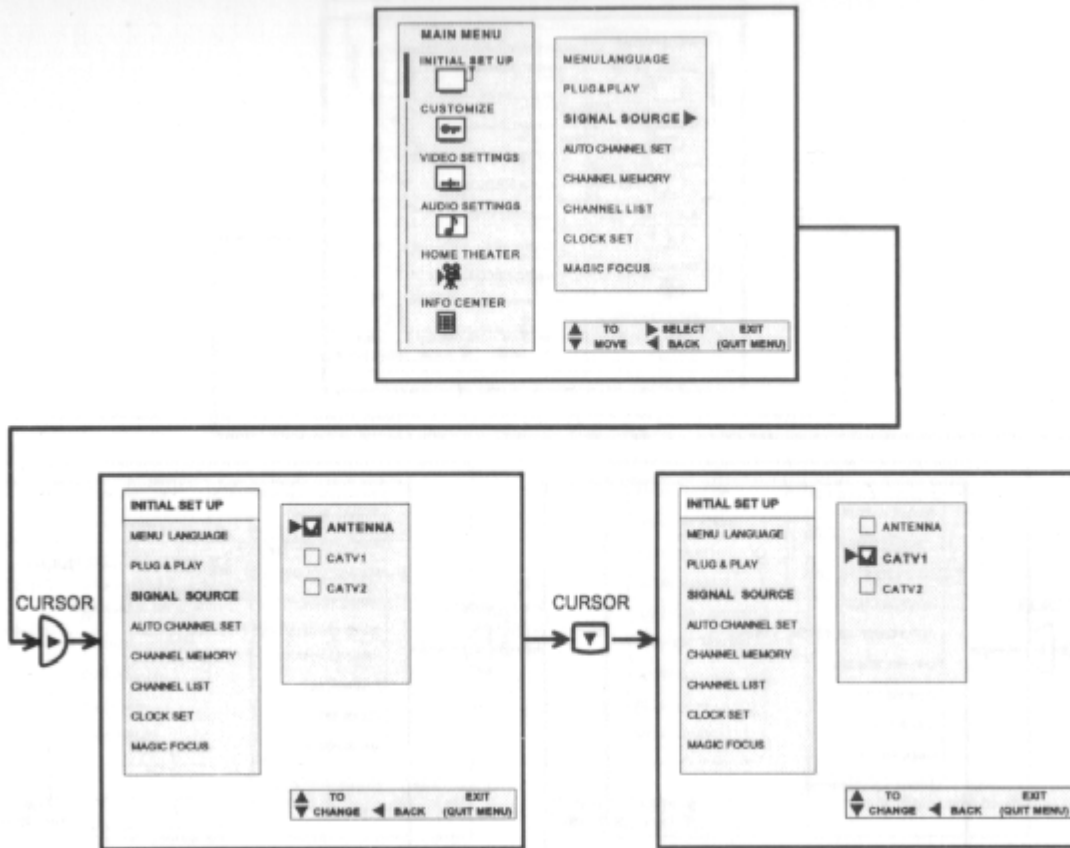 MAIN MENU
INITIAL SET UP
CUSTOMIZE
VIDEO SETTINGS
AUDIO SETTINGS
HOME THEATER
INFO CENTER
MENU LANGUAGE
PLUG & PLAY
SIGNAL SOURCE
AUTO CHANNEL SET
CHANNEL MEMORY
CHANNEL LIST
CLOCK SET
MAGIC FOCUS
TO SELECT EXIT
MOVE BACK (QUIT MENU)
CURSOR
INITIAL SET UP
MENU LANGUAGE
PLUG & PLAY
SIGNAL SOURCE
AUTO CHANNEL SET
CHANNEL MEMORY
CHANNEL LIST
CLOCK SET
MAGIC FOCUS
ANTENNA
CATV1
CATV2
TO EXIT
CHANGE BACK (QUIT MENU)
CURSOR
INITIAL SET UP
MENU LANGUAGE
PLUG & PLAY
SIGNAL SOURCE
AUTO CHANNEL SET
CHANNEL MEMORY
CHANNEL LIST
CLOCK SET
MAGIC FOCUS
ANTENNA
CATV1
CATV2
TO EXIT
CHANGE BACK (QUIT MENU)